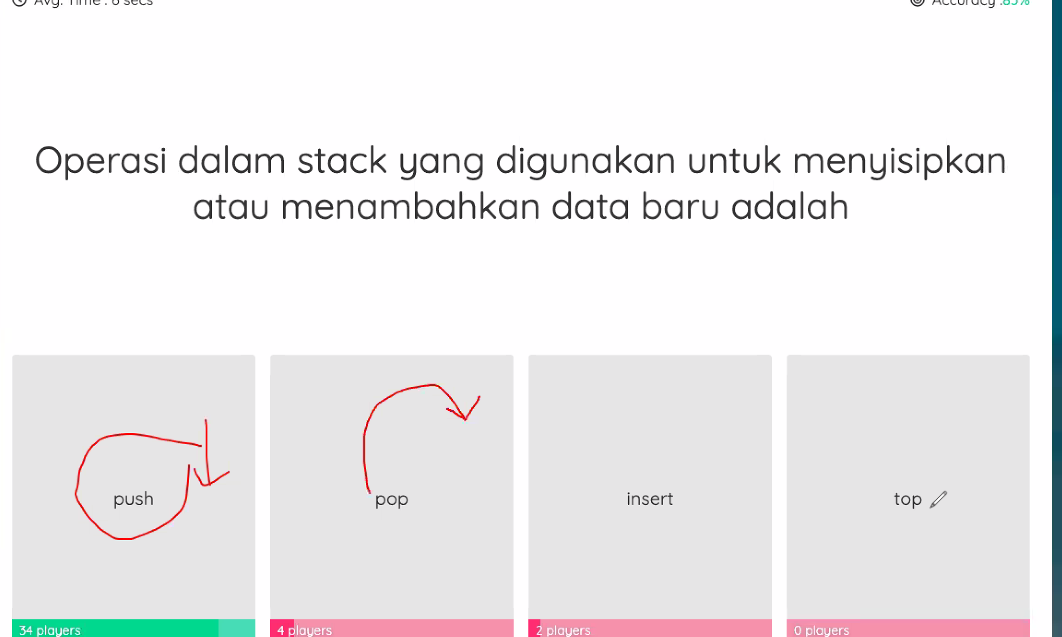 Avg. Time : 6 secs
Accuracy :85%
Operasi dalam stack yang digunakan untuk menyisipkan
atau menambahkan data baru adalah
push
pop
insert
top
34 players
4 players
2 players
0 players